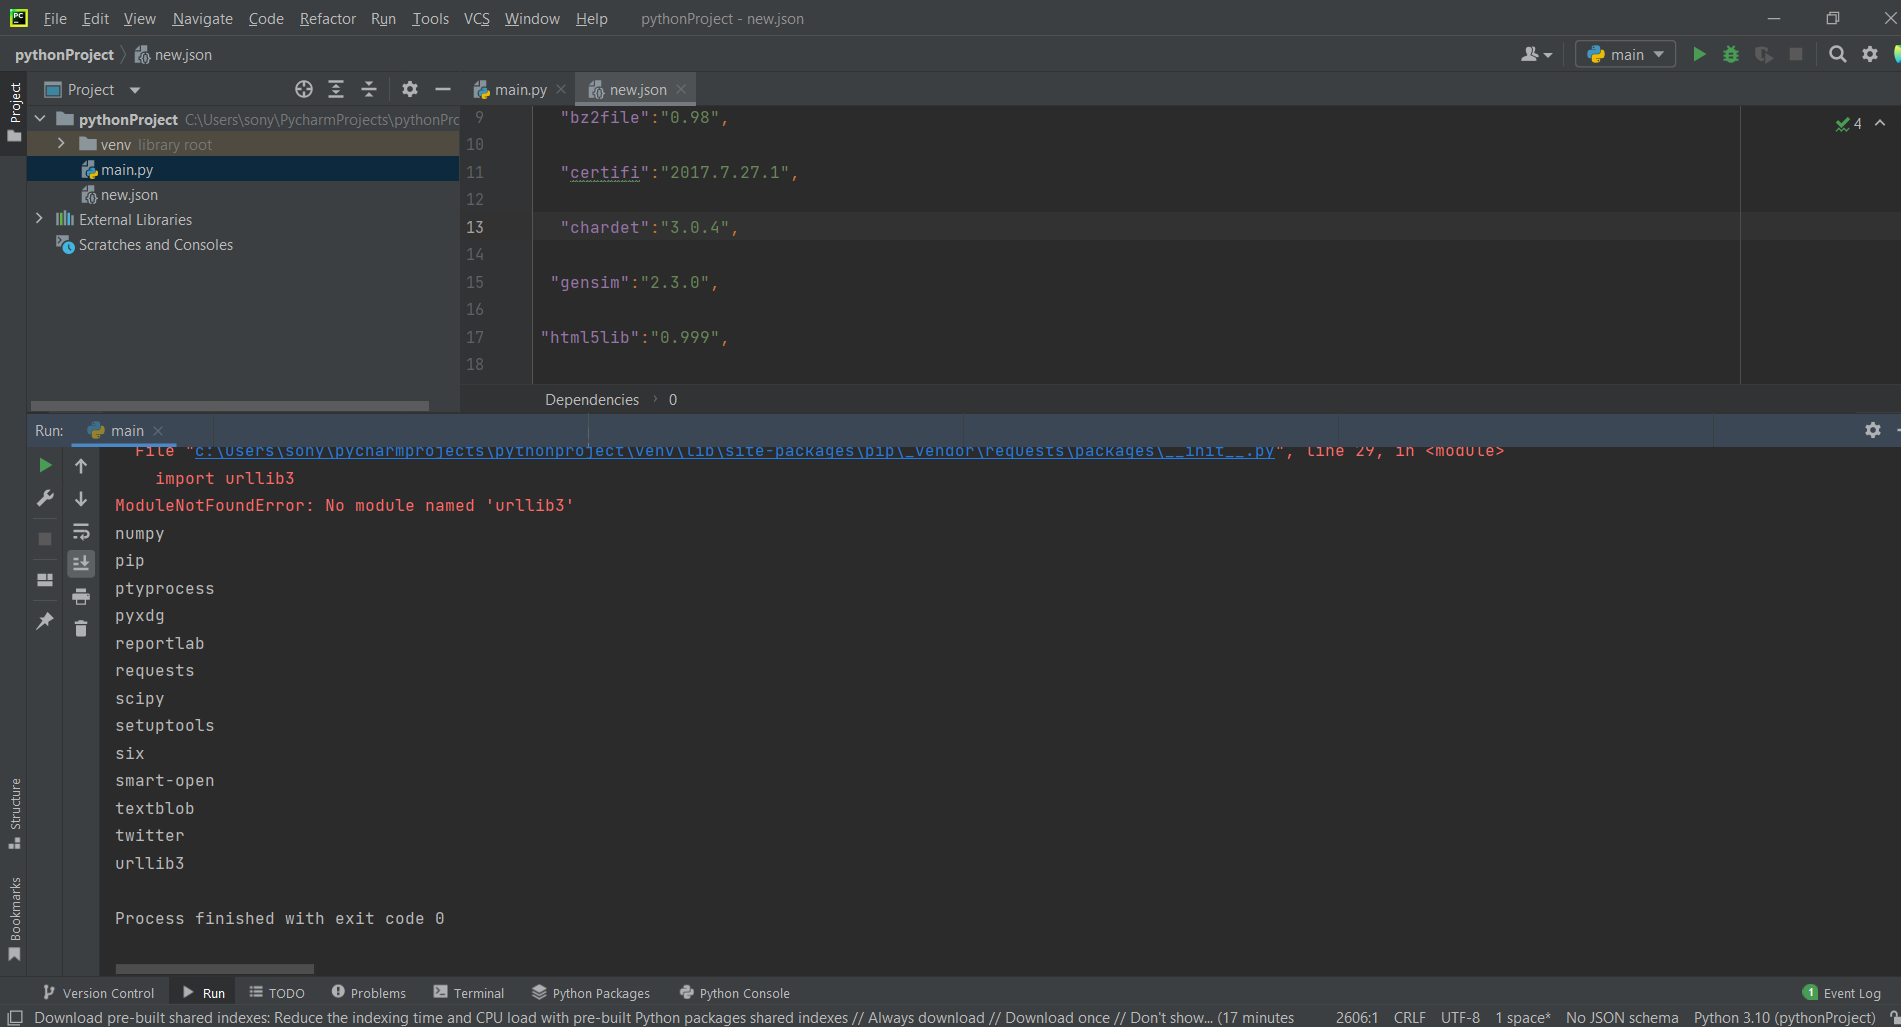 PC File Edit View Navigate Code Refactor Run Tools VCS Window Help pythonProject - new.json
pythonProject new.json main
Project
Project
pythonProject C:\Users\sony\PycharmProjects\pythonPro
venv library root
main.py
new.json
External Libraries
Scratches and Consoles
main.py new.json
9 "bz2file":"0.98",
10
11 "certifi":"2017.7.27.1",
12
13 "chardet":"3.0.4",
14
15 "gensim":"2.3.0",
16
17 "html5lib":"0.999",
18
4
Dependencies 0
Run: main
File "c:\users\sony\pycharmprojects\pythonproject\venv\lib\site-packages\pip\_vendor\requests\packages\__init__.py", line 29, in <module>
import urllib3
ModuleNotFoundError: No module named 'urllib3'
numpy
pip
ptyprocess
pyxdg
reportlab
requests
scipy
setuptools
six
smart-open
textblob
twitter
urllib3
Process finished with exit code 0
Structure
Bookmarks
Version Control Run TODO Problems Terminal Python Packages Python Console 1 Event Log
Download pre-built shared indexes: Reduce the indexing time and CPU load with pre-built Python packages shared indexes // Always download // Download once // Don't show... (17 minutes 2606:1 CRLF UTF-8 1 space* No JSON schema Python 3.10 (pythonProject)